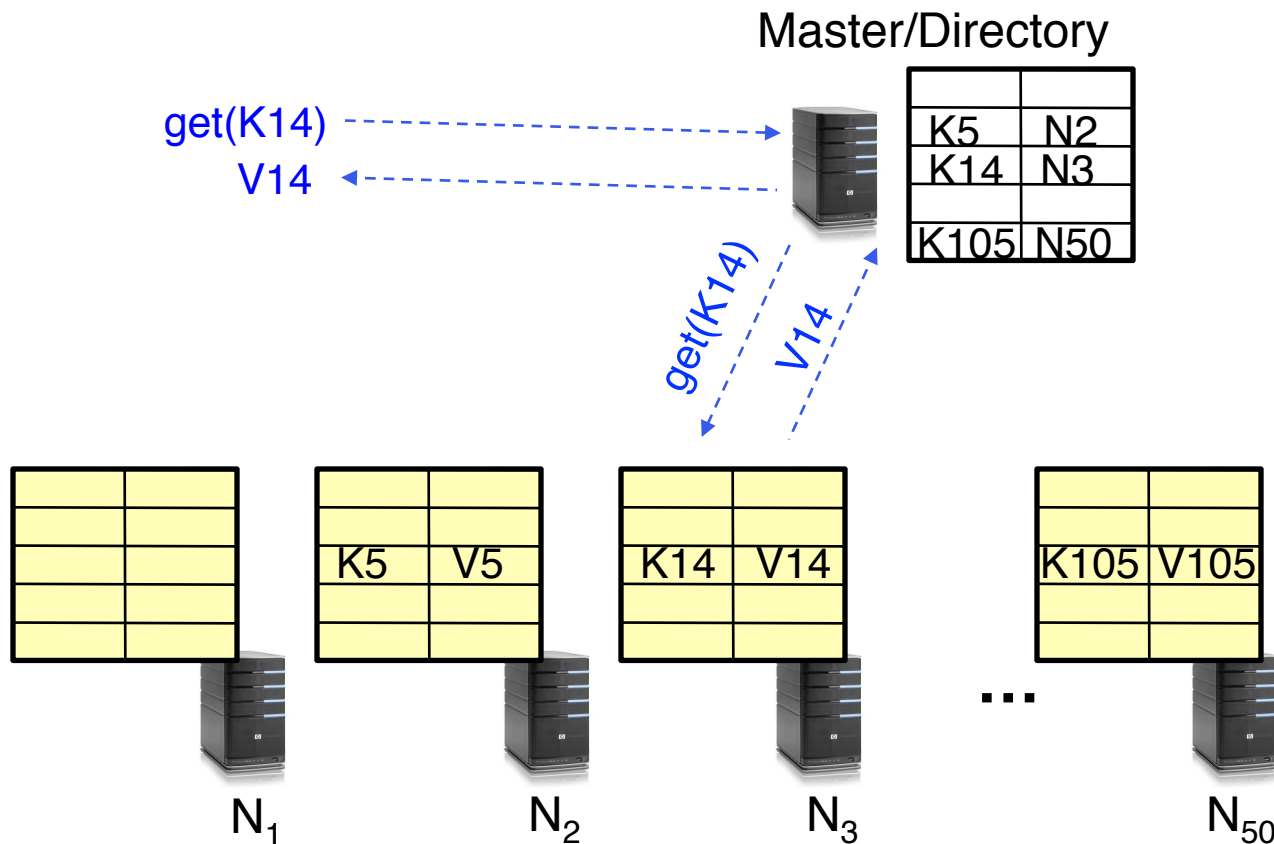 Master/Directory
get(K14)
V14
K5 N2
K14 N3
K105 N50
get(K14)
V14
K5 V5
K14 V14
K105 V105
...
N1
N2
N3
N50